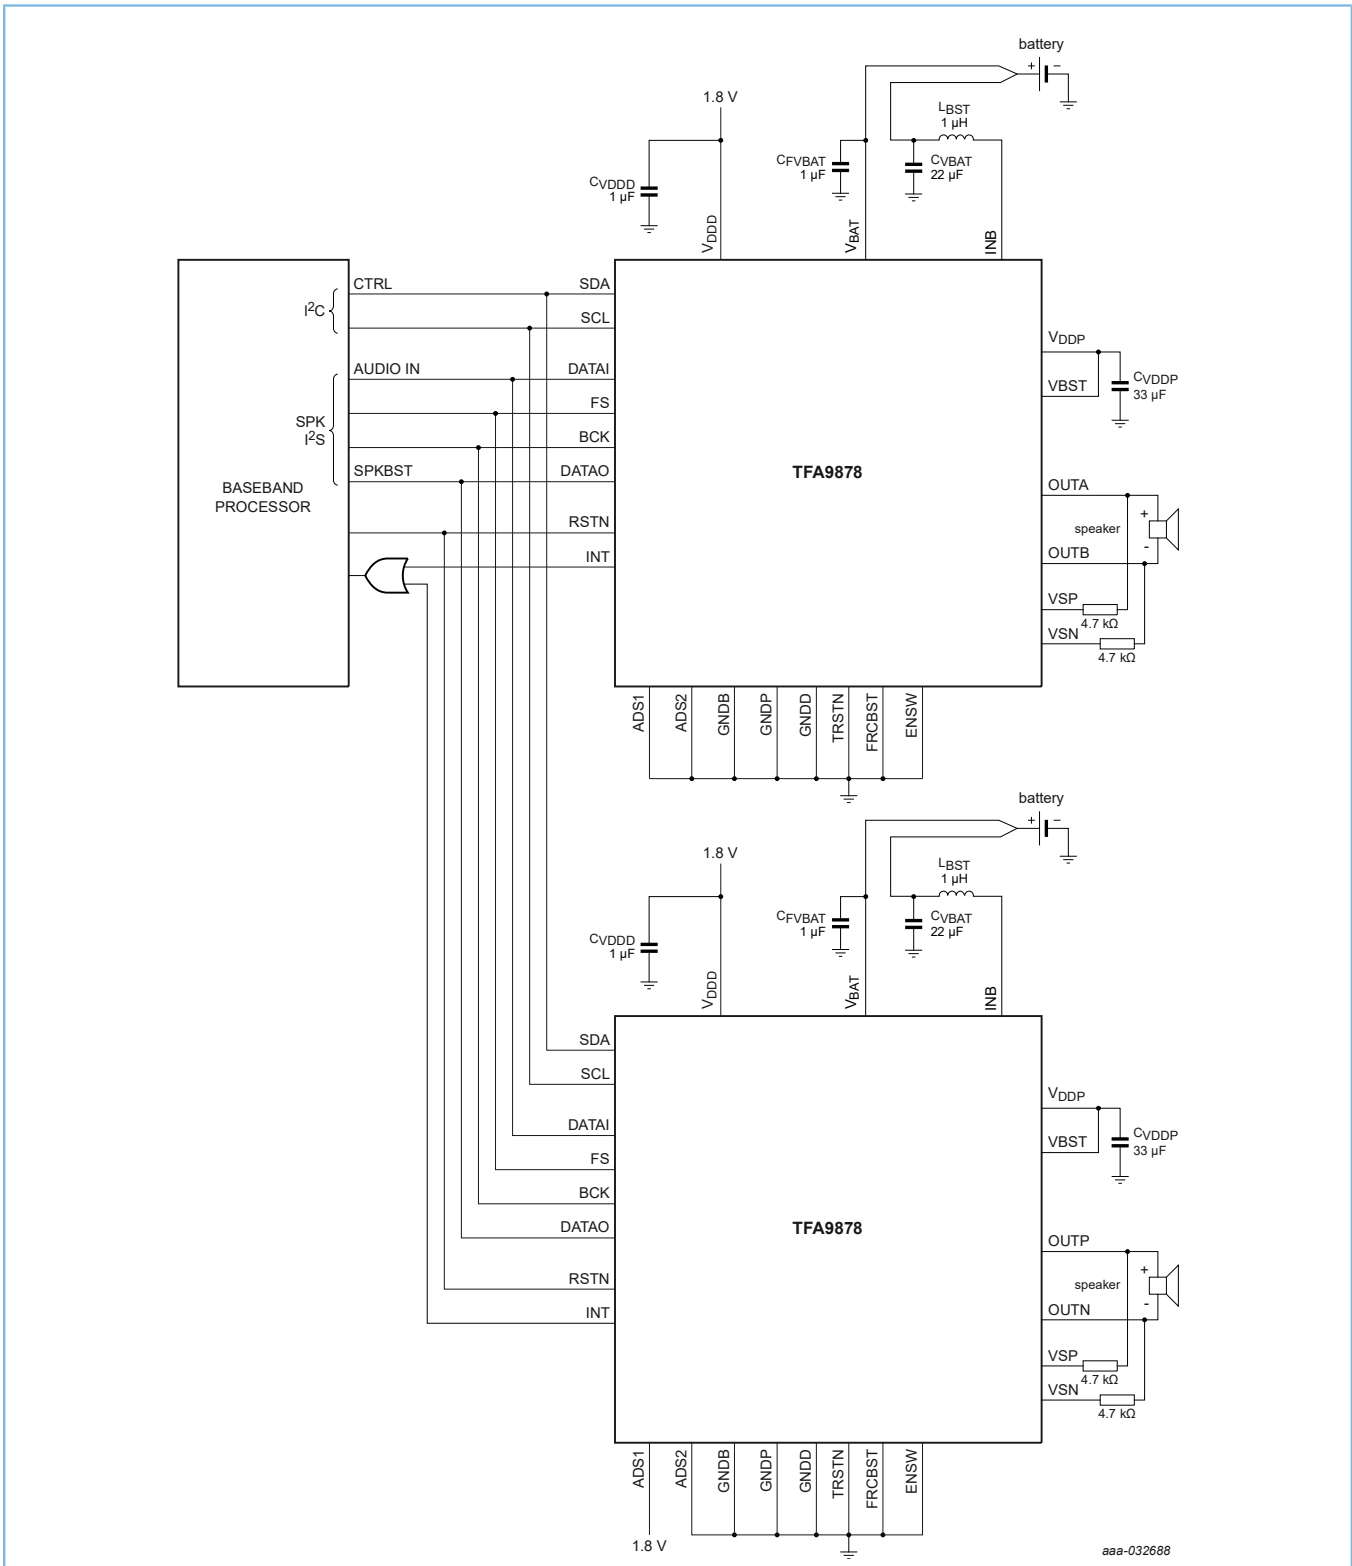 battery
+ −
1.8 V
LBST
1 µH
CFVBAT
1 µF
CVBAT
22 µF
CVDDD
1 µF
VDDD
VBAT
INB
BASEBAND
PROCESSOR
I2C
CTRL
SPK
I2S
AUDIO IN
SPKBST
SDA
SCL
DATAI
FS
BCK
DATAO
RSTN
INT
TFA9878
VDDP
VBST
CVDDP
33 µF
OUTA
speaker
+
-
OUTB
VSP
4.7 kΩ
VSN
4.7 kΩ
ADS1
ADS2
GNDB
GNDP
GNDD
TRSTN
FRCBST
ENSW
battery
+ −
1.8 V
LBST
1 µH
CFVBAT
1 µF
CVBAT
22 µF
CVDDD
1 µF
VDDD
VBAT
INB
SDA
SCL
DATAI
FS
BCK
DATAO
RSTN
INT
TFA9878
VDDP
VBST
CVDDP
33 µF
OUTP
speaker
+
-
OUTN
VSP
4.7 kΩ
VSN
4.7 kΩ
ADS1
ADS2
GNDB
GNDP
GNDD
TRSTN
FRCBST
ENSW
1.8 V
aaa-032688